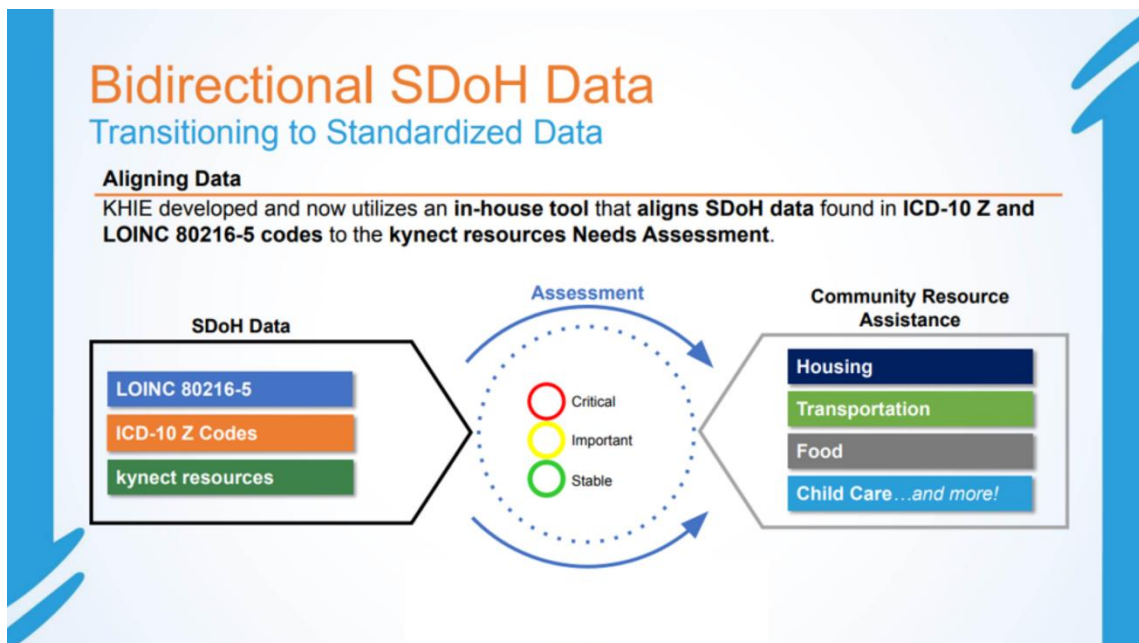 Bidirectional SDoH Data
Transitioning to Standardized Data
Aligning Data
KHIE developed and now utilizes an in-house tool that aligns SDoH data found in ICD-10 Z and
LOINC 80216-5 codes to the kynect resources Needs Assessment.
SDoH Data
LOINC 80216-5
ICD-10 Z Codes
kynect resources
Assessment
Critical
Important
Stable
Community Resource
Assistance
Housing
Transportation
Food
Child Care...and more!